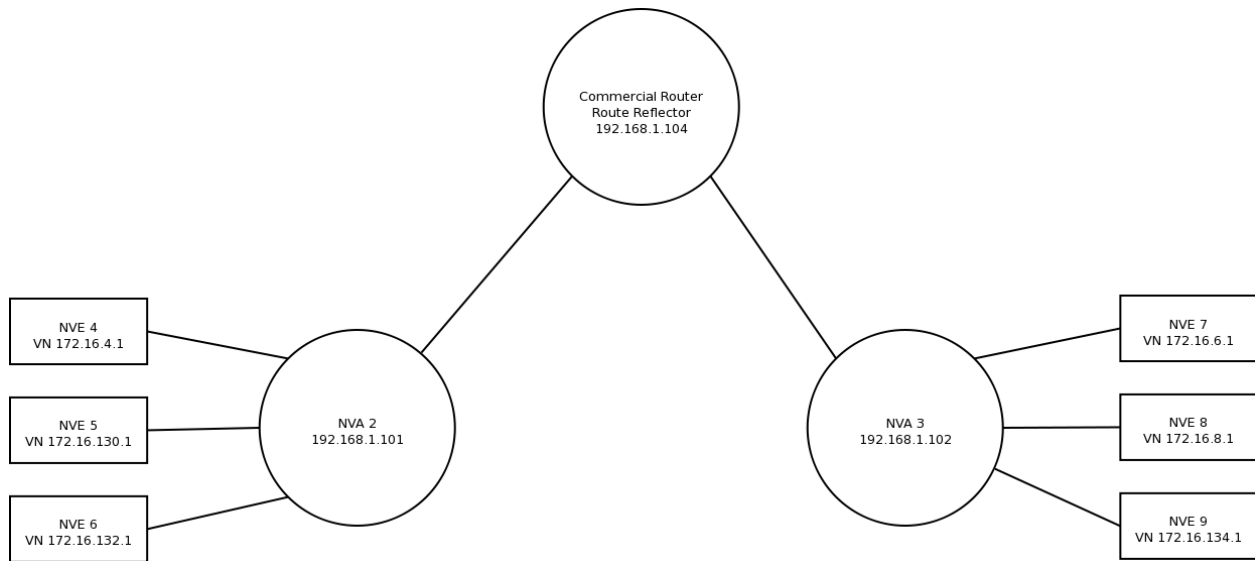 Commercial Router
Route Reflector
192.168.1.104
NVE 4
VN 172.16.4.1
NVE 5
VN 172.16.130.1
NVE 6
VN 172.16.132.1
NVA 2
192.168.1.101
NVA 3
192.168.1.102
NVE 7
VN 172.16.6.1
NVE 8
VN 172.16.8.1
NVE 9
VN 172.16.134.1